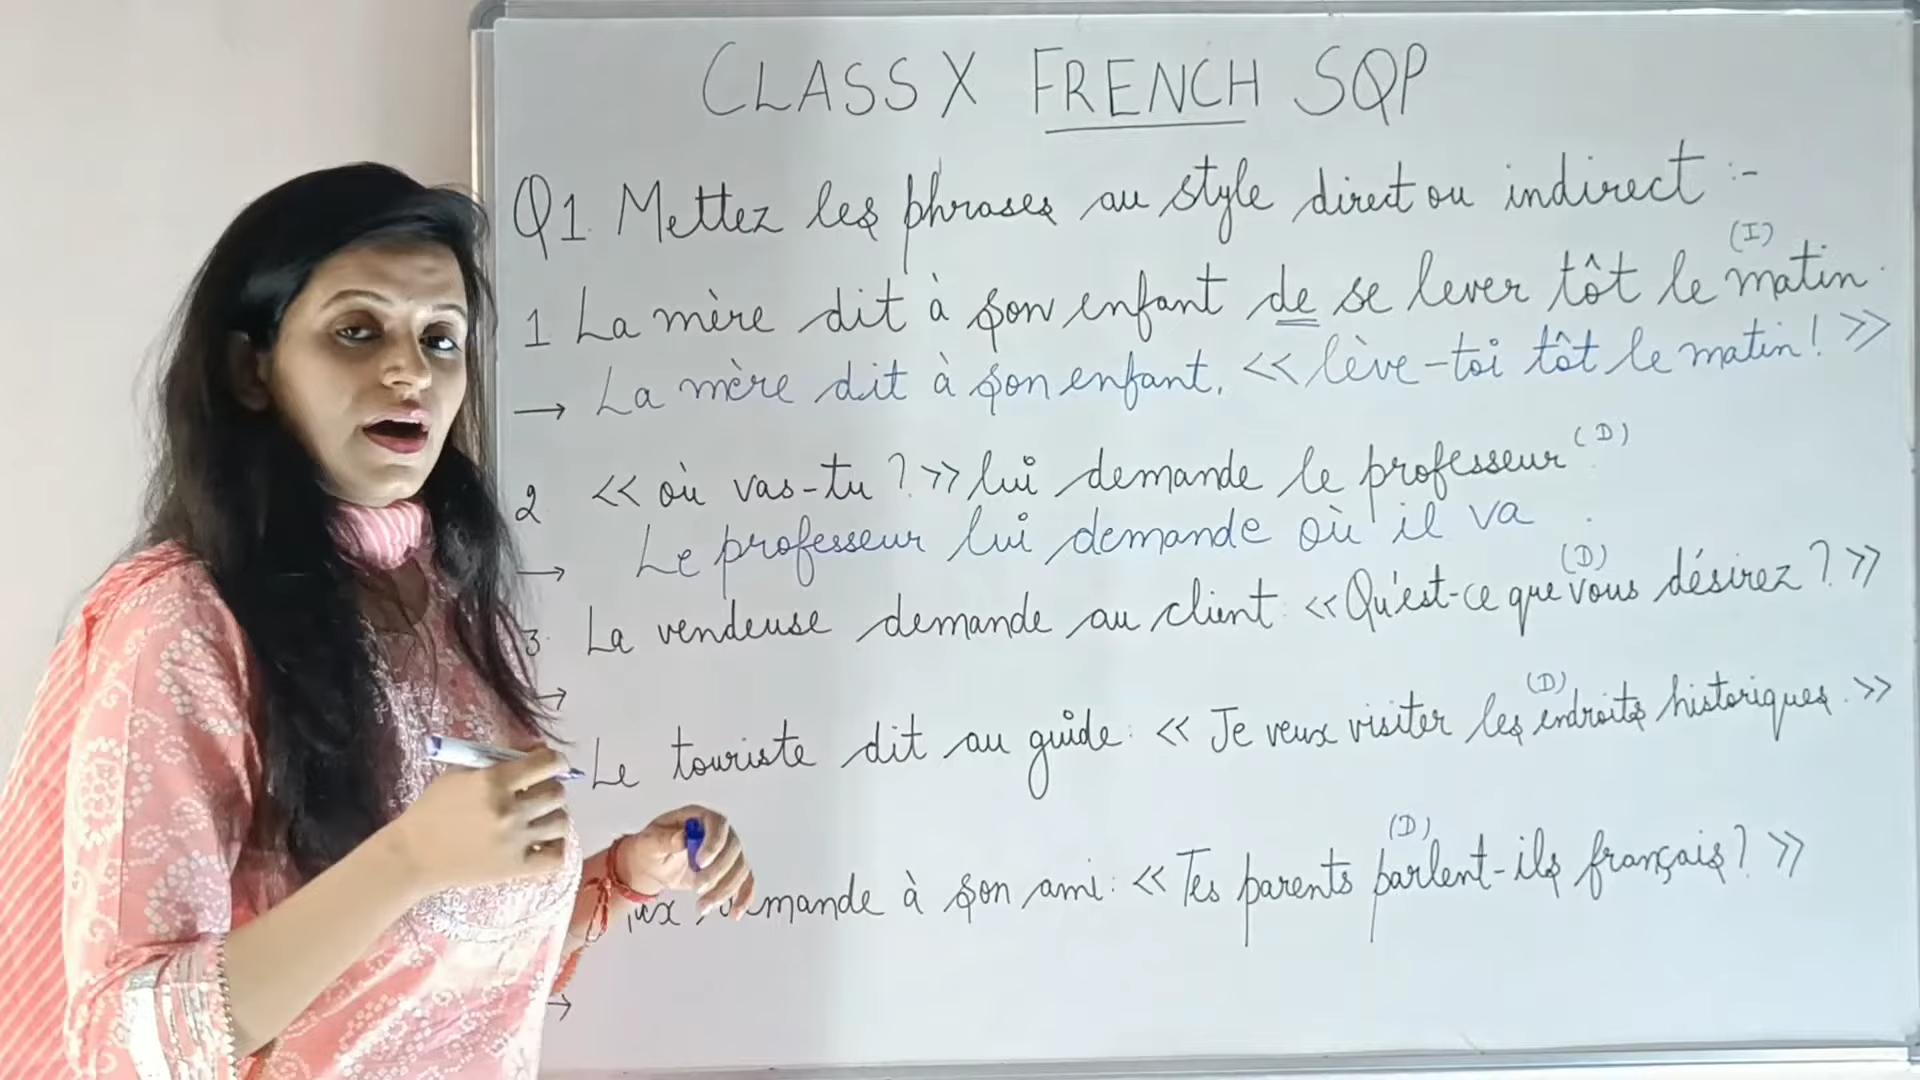 CLASS X FRENCH SQP
Q1. Mettez les phrases au style direct ou indirect :-
(I)
1 La mère dit à son enfant de se lever tôt le matin.
→ La mère dit à son enfant, << lève-toi tôt le matin! >>
(D)
2 << où vas-tu ? >> lui demande le professeur.
→ Le professeur lui demande où il va
(D)
3. La vendeuse demande au client: << Qu'est-ce que vous désirez ? >>
→
(D)
Le touriste dit au guide: << Je veux visiter les endroits historiques. >>
(D)
à son ami: << Tes parents parlent-ils français? >>
→